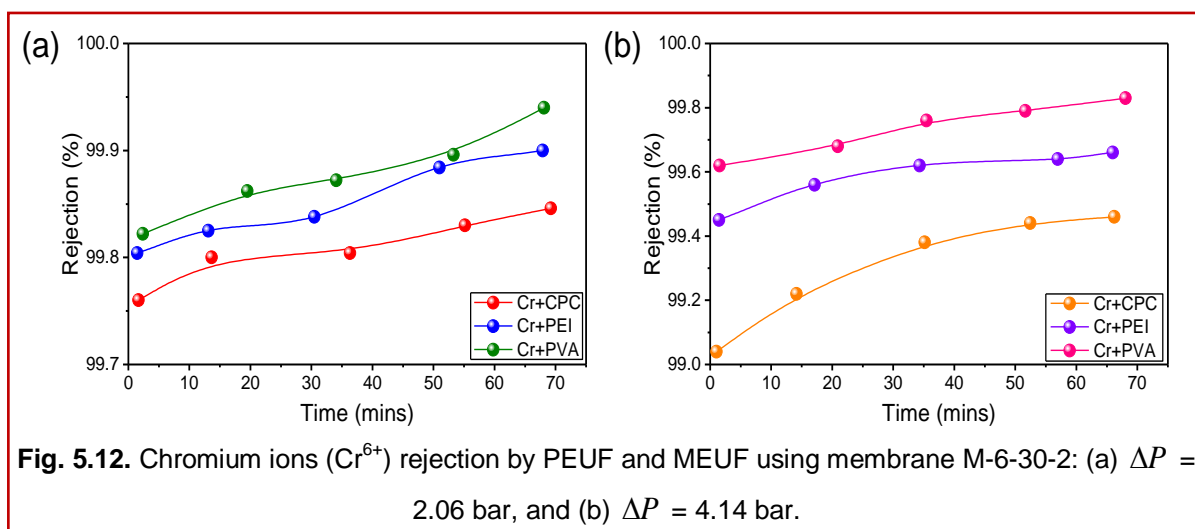 (a)
100.0
99.9
99.8
99.7
Rejection (%)
0 10 20 30 40 50 60 70
Time (mins)
Cr+CPC
Cr+PEI
Cr+PVA
(b)
100.0
99.8
99.6
99.4
99.2
99.0
Rejection (%)
0 10 20 30 40 50 60 70
Time (mins)
Cr+CPC
Cr+PEI
Cr+PVA
Fig. 5.12. Chromium ions (Cr⁶⁺) rejection by PEUF and MEUF using membrane M-6-30-2: (a) ΔP =
2.06 bar, and (b) ΔP = 4.14 bar.